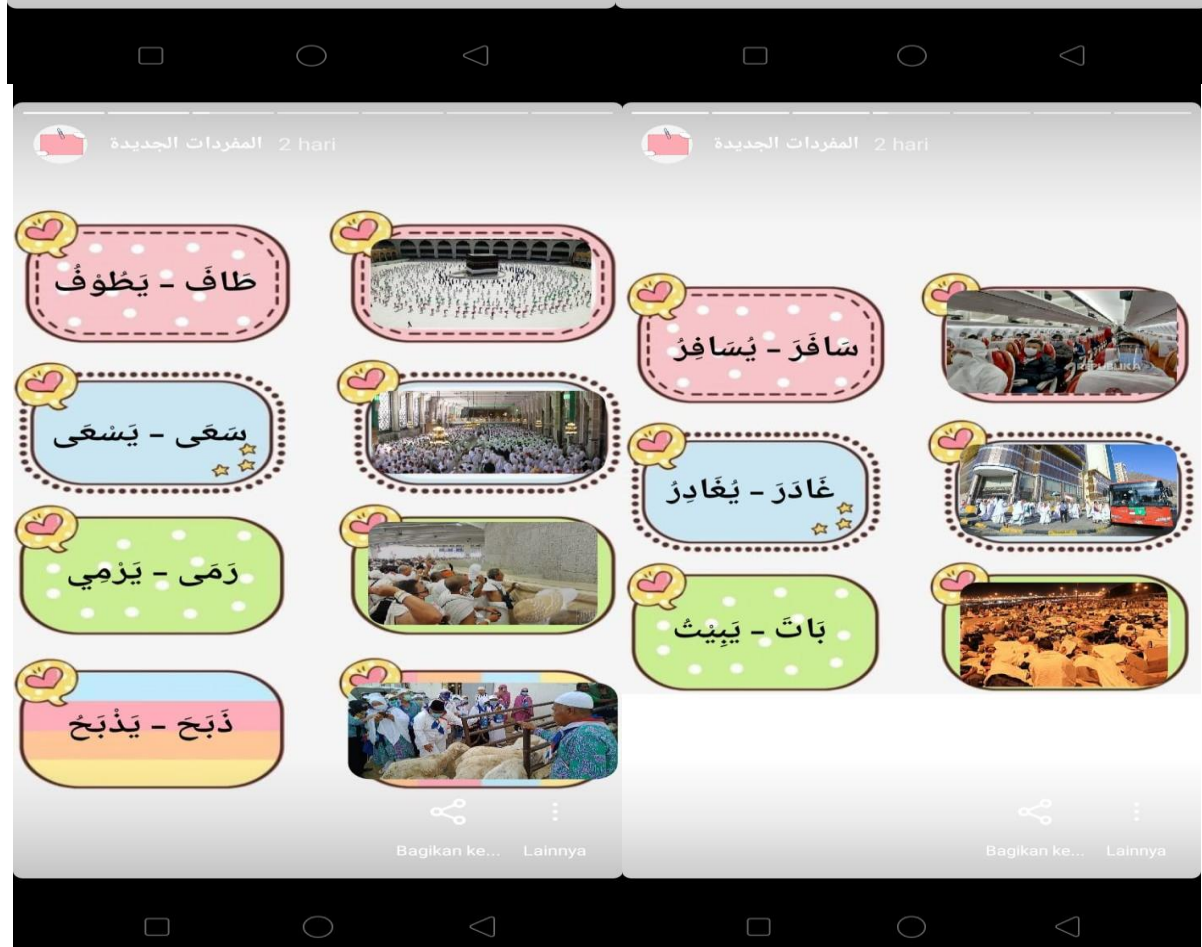 المفردات الجديدة 2 hari
طَافَ - يَطُوْفُ
سَعَى - يَسْعَى
رَمَى - يَرْمِي
ذَبَحَ - يَذْبَحُ
Bagikan ke... Lainnya
المفردات الجديدة 2 hari
سَافَرَ - يُسَافِرُ
REPUBLIKA
غَادَرَ - يُغَادِرُ
بَاتَ - يَبِيْتُ
Bagikan ke... Lainnya